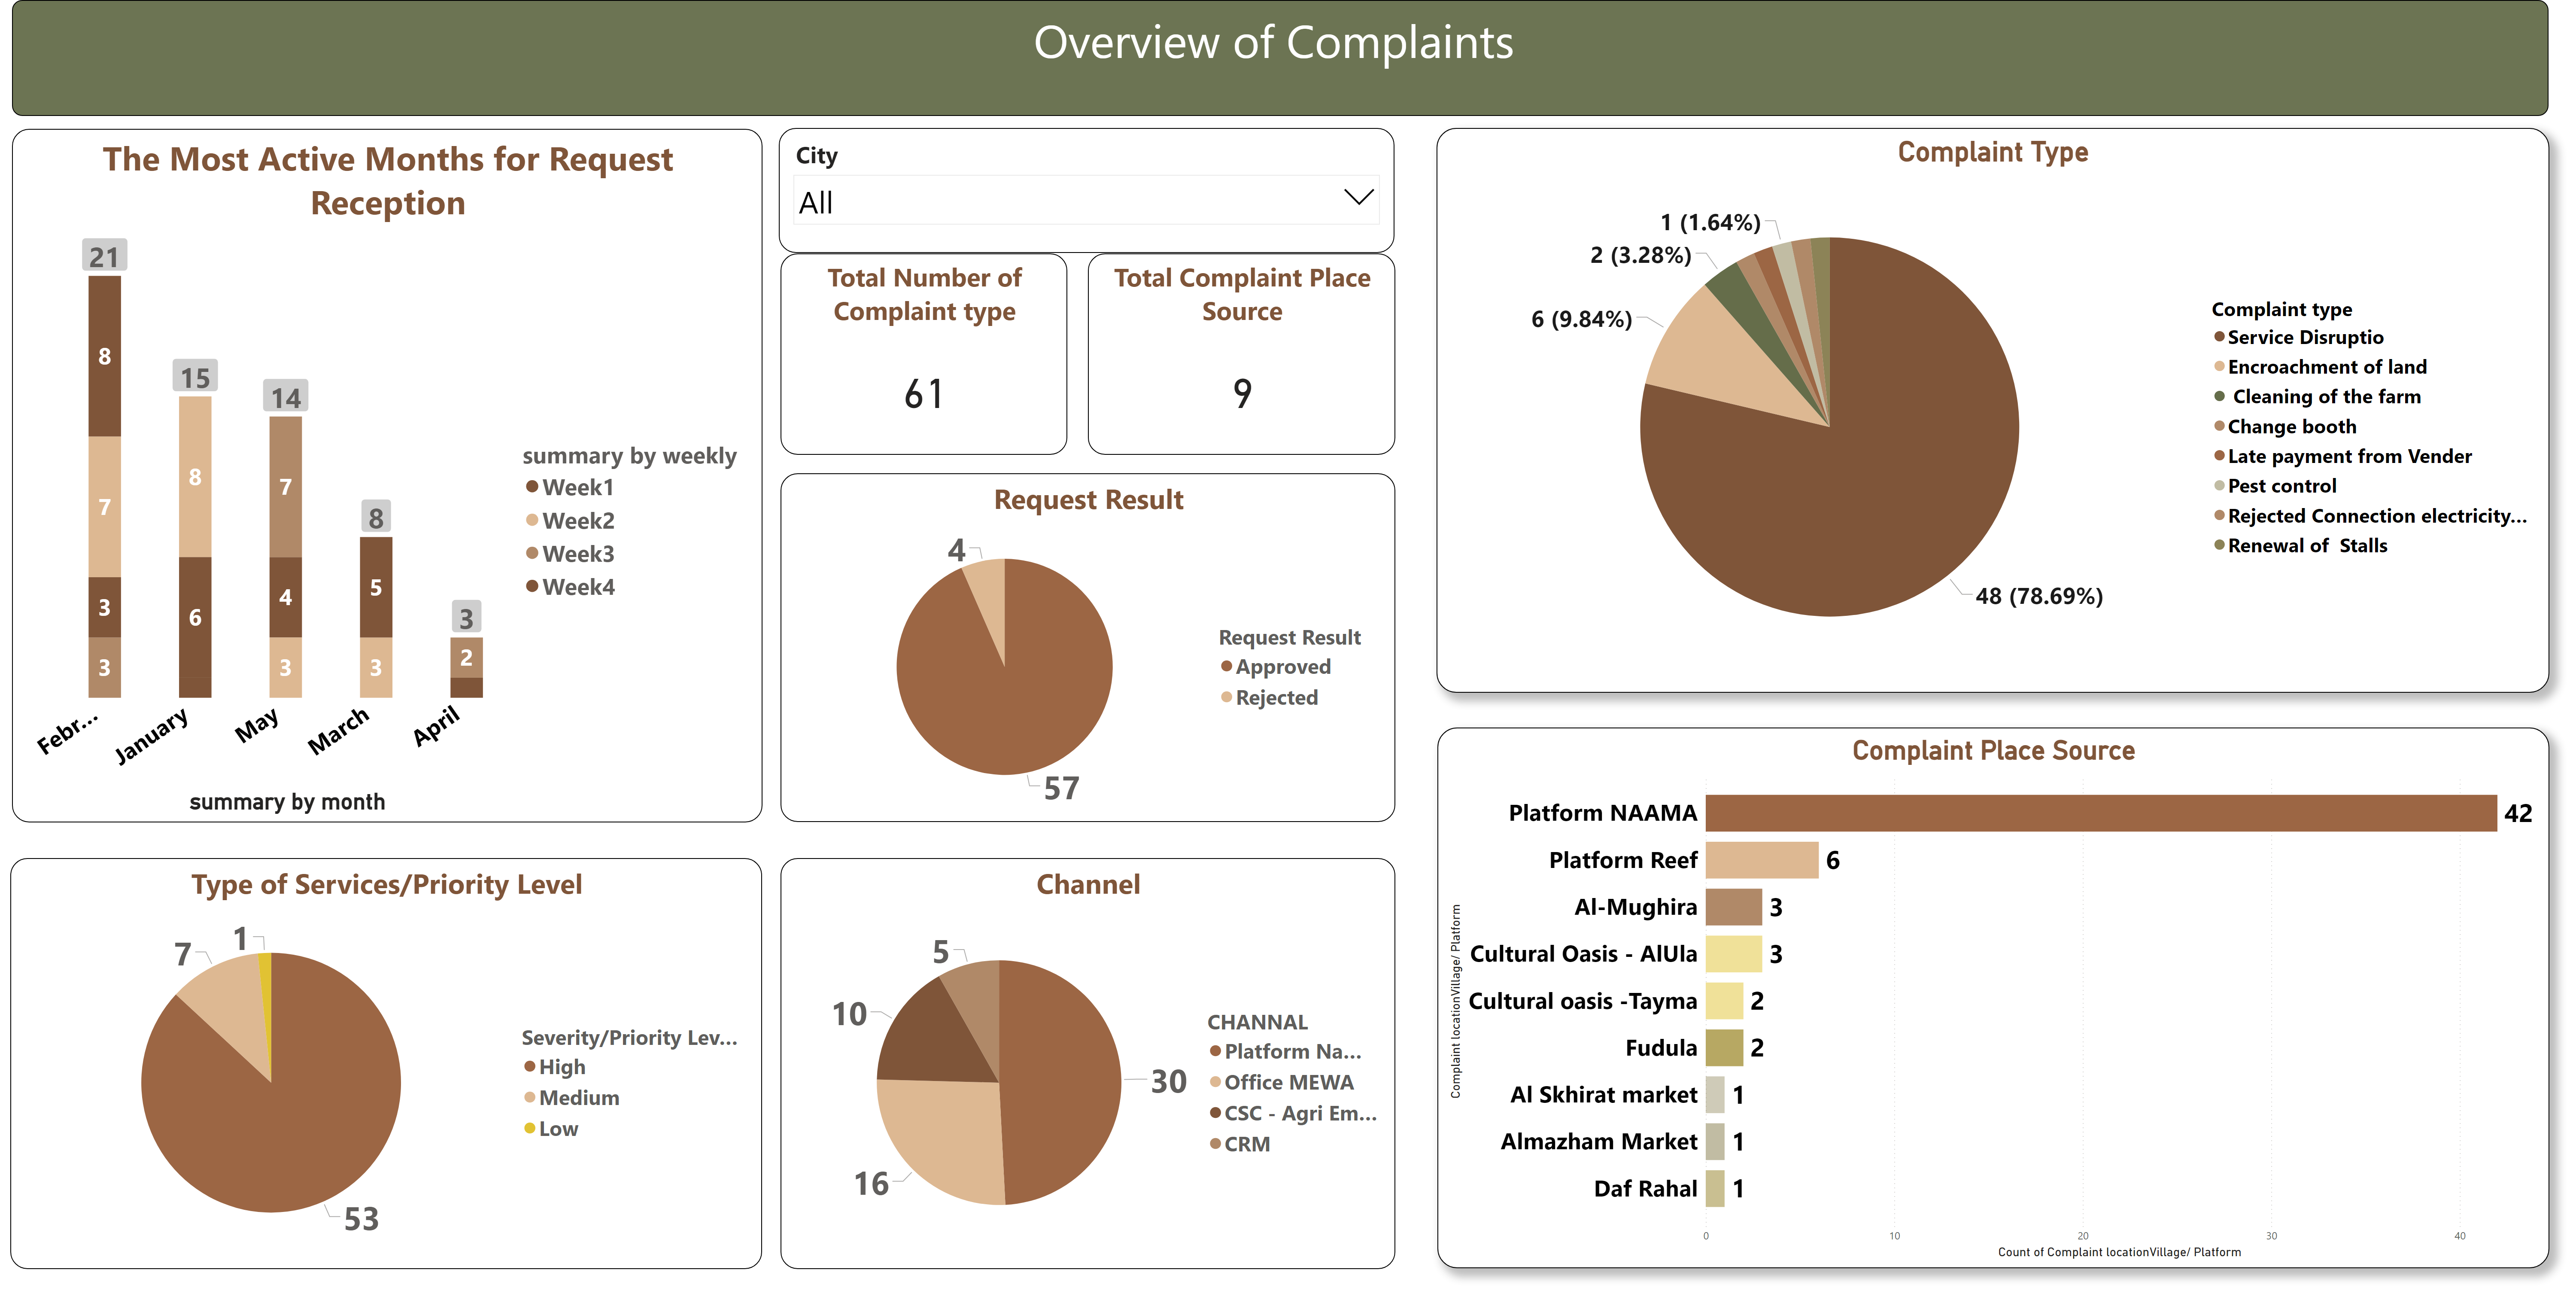 Overview of Complaints
The Most Active Months for Request
Reception
21
8
7
3
3
15
8
6
14
7
4
3
8
5
3
3
2
Febr...
January
May
March
April
summary by month
summary by weekly
Week1
Week2
Week3
Week4
City
All
Total Number of
Complaint type
61
Total Complaint Place
Source
9
Request Result
4
57
Request Result
Approved
Rejected
Complaint Type
1 (1.64%)
2 (3.28%)
6 (9.84%)
48 (78.69%)
Complaint type
Service Disruptio
Encroachment of land
Cleaning of the farm
Change booth
Late payment from Vender
Pest control
Rejected Connection electricity...
Renewal of  Stalls
Type of Services/Priority Level
1
7
53
Severity/Priority Lev...
High
Medium
Low
Channel
5
10
16
30
CHANNAL
Platform Na...
Office MEWA
CSC - Agri Em...
CRM
Complaint Place Source
Complaint locationVillage/ Platform
Platform NAAMA 42
Platform Reef 6
Al-Mughira 3
Cultural Oasis - AlUla 3
Cultural oasis -Tayma 2
Fudula 2
Al Skhirat market 1
Almazham Market 1
Daf Rahal 1
0 10 20 30 40
Count of Complaint locationVillage/ Platform